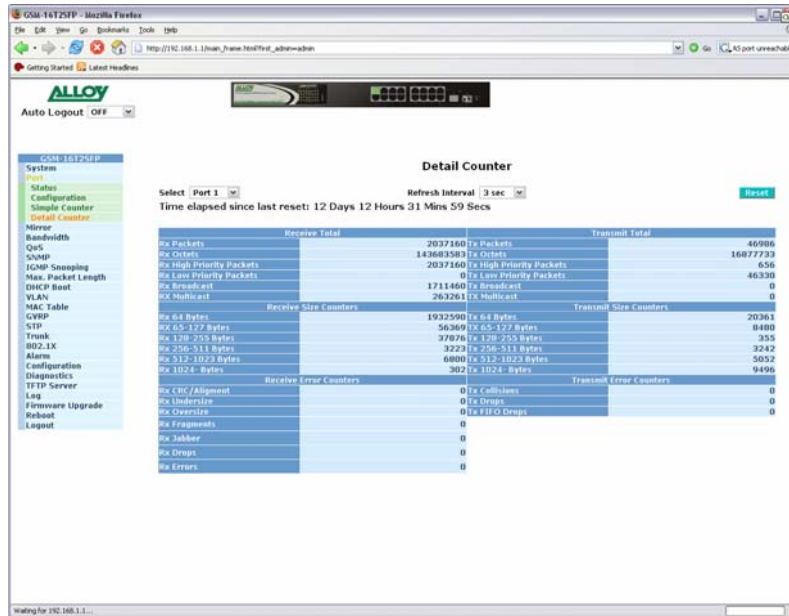 GSM-16T2SFP - Mozilla Firefox
File Edit View Go Bookmarks Tools Help
http://192.168.1.1/main_frame.html?first_admin=admin
Go
AS port unreachabl
Getting Started Latest Headlines
ALLOY
Auto Logout OFF
GSM-16T2SFP
System
Port
Status
Configuration
Simple Counter
Detail Counter
Mirror
Bandwidth
QoS
SNMP
IGMP Snooping
Max. Packet Length
DHCP Boot
VLAN
MAC Table
GVRP
STP
Trunk
802.1X
Alarm
Configuration
Diagnostics
TFTP Server
Log
Firmware Upgrade
Reboot
Logout
Detail Counter
Select Port 1 Refresh Interval 3 sec Reset
Time elapsed since last reset: 12 Days 12 Hours 31 Mins 59 Secs
Receive Total Transmit Total
Rx Packets 2037160 Tx Packets 46986
Rx Octets 143603583 Tx Octets 16877733
Rx High Priority Packets 2037160 Tx High Priority Packets 656
Rx Low Priority Packets 0 Tx Low Priority Packets 46330
Rx Broadcast 1711460 Tx Broadcast 0
RX Multicast 263261 TX Multicast 0
Receive Size Counters Transmit Size Counters
Rx 64 Bytes 1932590 Tx 64 Bytes 20361
RX 65-127 Bytes 56369 TX 65-127 Bytes 8480
Rx 128-255 Bytes 37876 Tx 128-255 Bytes 355
Rx 256-511 Bytes 3223 Tx 256-511 Bytes 3242
Rx 512-1023 Bytes 6800 Tx 512-1023 Bytes 5052
Rx 1024- Bytes 302 Tx 1024- Bytes 9496
Receive Error Counters Transmit Error Counters
Rx CRC/Aligment 0 Tx Collisions 0
Rx Undersize 0 Tx Drops 0
Rx Oversize 0 Tx FIFO Drops 0
Rx Fragments 0
Rx Jabber 0
Rx Drops 0
Rx Errors 0
Waiting for 192.168.1.1...